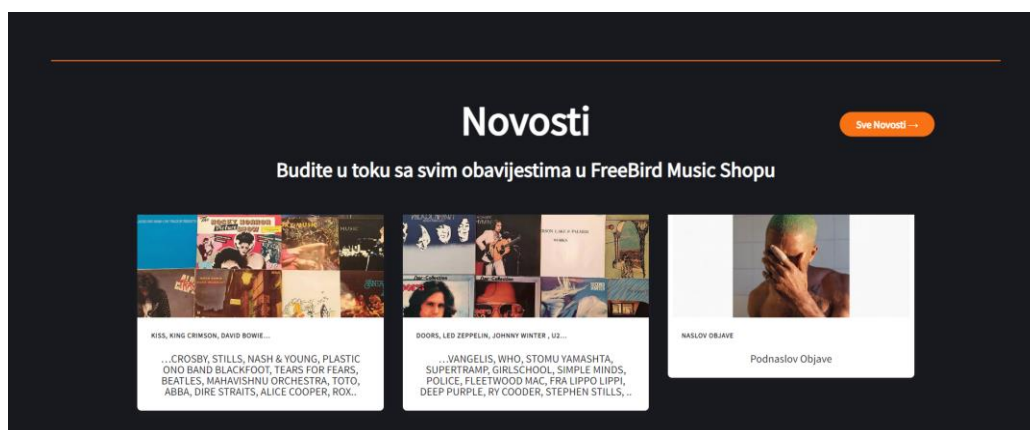 Novosti
Sve Novosti →
Budite u toku sa svim obavijestima u FreeBird Music Shopu
KISS, KING CRIMSON, DAVID BOWIE...
...CROSBY, STILLS, NASH & YOUNG, PLASTIC
ONO BAND BLACKFOOT, TEARS FOR FEARS,
BEATLES, MAHAVISHNU ORCHESTRA, TOTO,
ABBA, DIRE STRAITS, ALICE COOPER, ROX..
DOORS, LED ZEPPELIN, JOHNNY WINTER , U2...
...VANGELIS, WHO, STOMU YAMASHTA,
SUPERTRAMP, GIRLSCHOOL, SIMPLE MINDS,
POLICE, FLEETWOOD MAC, FRA LIPPO LIPPI,
DEEP PURPLE, RY COODER, STEPHEN STILLS, ..
NASLOV OBJAVE
Podnaslov Objave